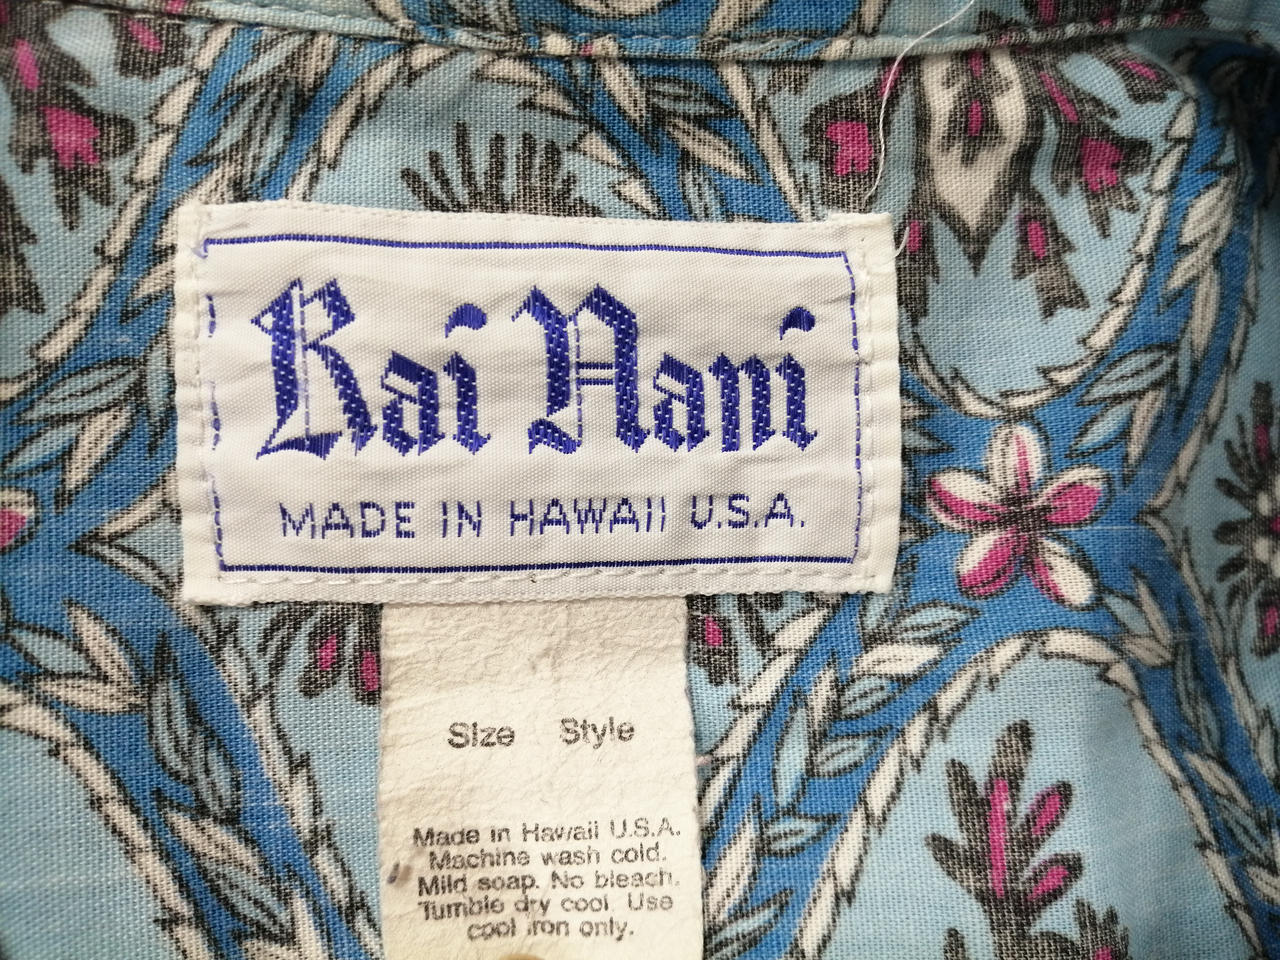 Kai Nani
MADE IN HAWAII U.S.A.
Size Style
Made in Hawaii U.S.A.
Machine wash cold.
Mild soap. No bleach.
Tumble dry cool. Use
cool iron only.